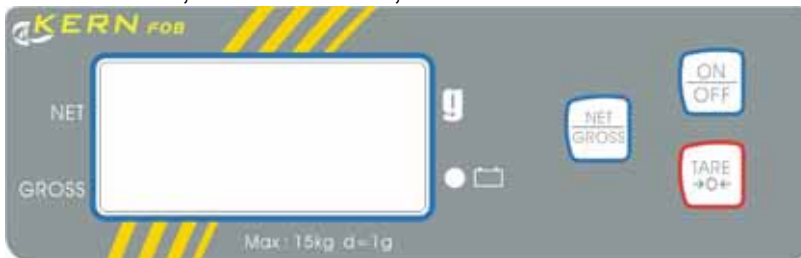 KERN FOB
NET
GROSS
Max: 15kg d=1g
NET
GROSS
ON
OFF
TARE
→0←